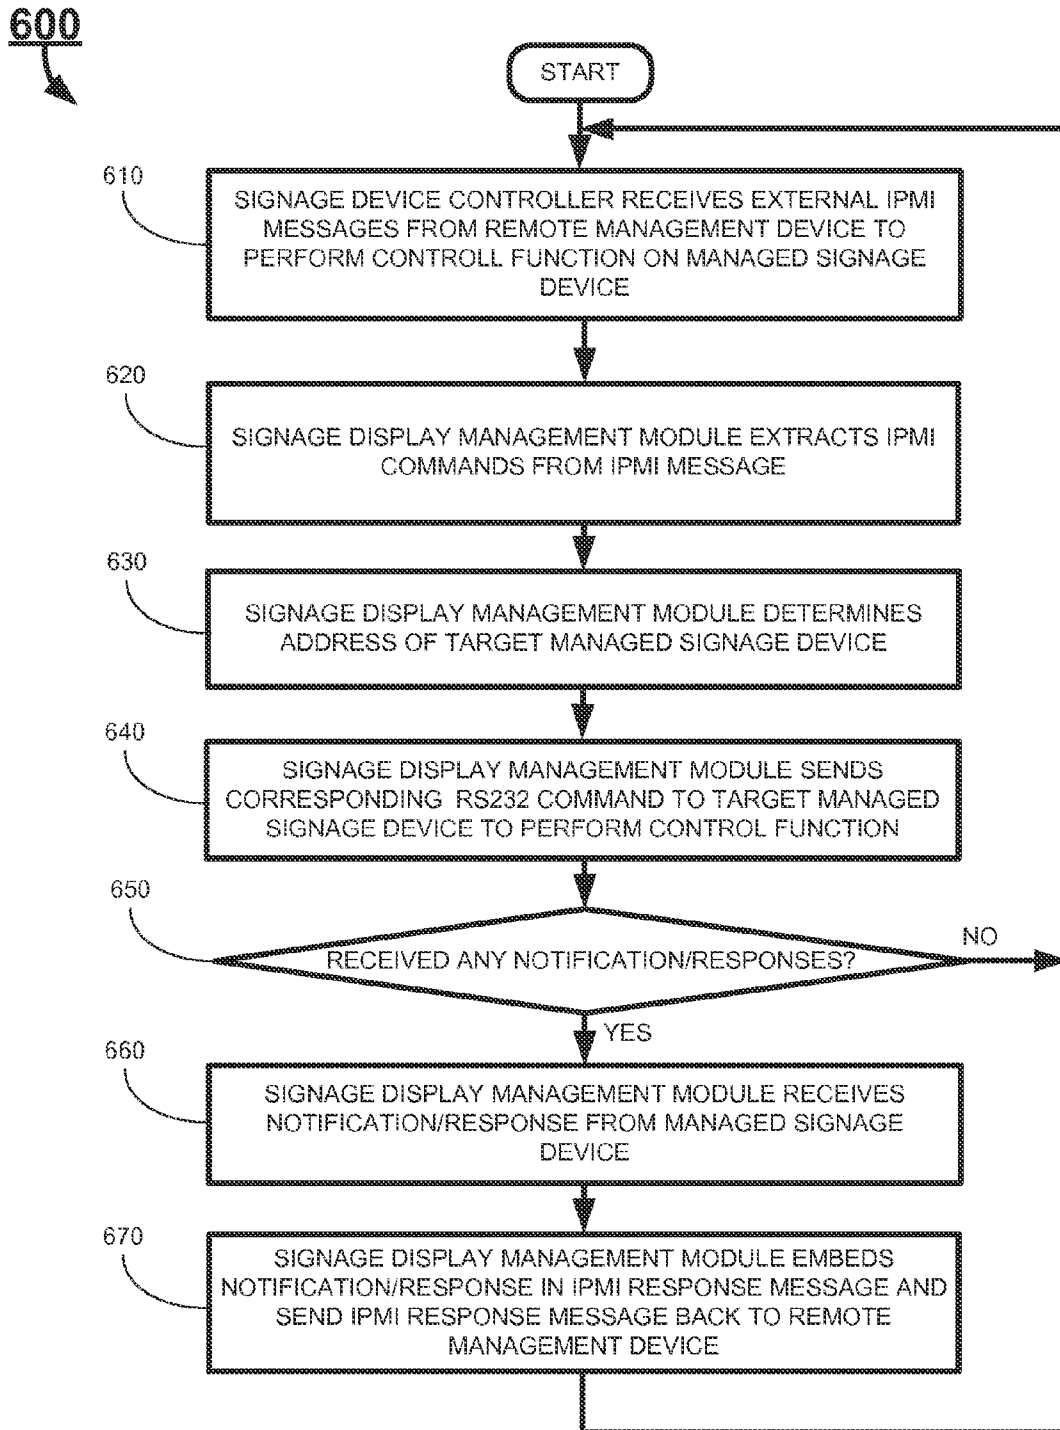 600
START
610
SIGNAGE DEVICE CONTROLLER RECEIVES EXTERNAL IPMI
MESSAGES FROM REMOTE MANAGEMENT DEVICE TO
PERFORM CONTROLL FUNCTION ON MANAGED SIGNAGE
DEVICE
620
SIGNAGE DISPLAY MANAGEMENT MODULE EXTRACTS IPMI
COMMANDS FROM IPMI MESSAGE
630
SIGNAGE DISPLAY MANAGEMENT MODULE DETERMINES
ADDRESS OF TARGET MANAGED SIGNAGE DEVICE
640
SIGNAGE DISPLAY MANAGEMENT MODULE SENDS
CORRESPONDING RS232 COMMAND TO TARGET MANAGED
SIGNAGE DEVICE TO PERFORM CONTROL FUNCTION
650
RECEIVED ANY NOTIFICATION/RESPONSES?
NO
YES
660
SIGNAGE DISPLAY MANAGEMENT MODULE RECEIVES
NOTIFICATION/RESPONSE FROM MANAGED SIGNAGE
DEVICE
670
SIGNAGE DISPLAY MANAGEMENT MODULE EMBEDS
NOTIFICATION/RESPONSE IN IPMI RESPONSE MESSAGE AND
SEND IPMI RESPONSE MESSAGE BACK TO REMOTE
MANAGEMENT DEVICE